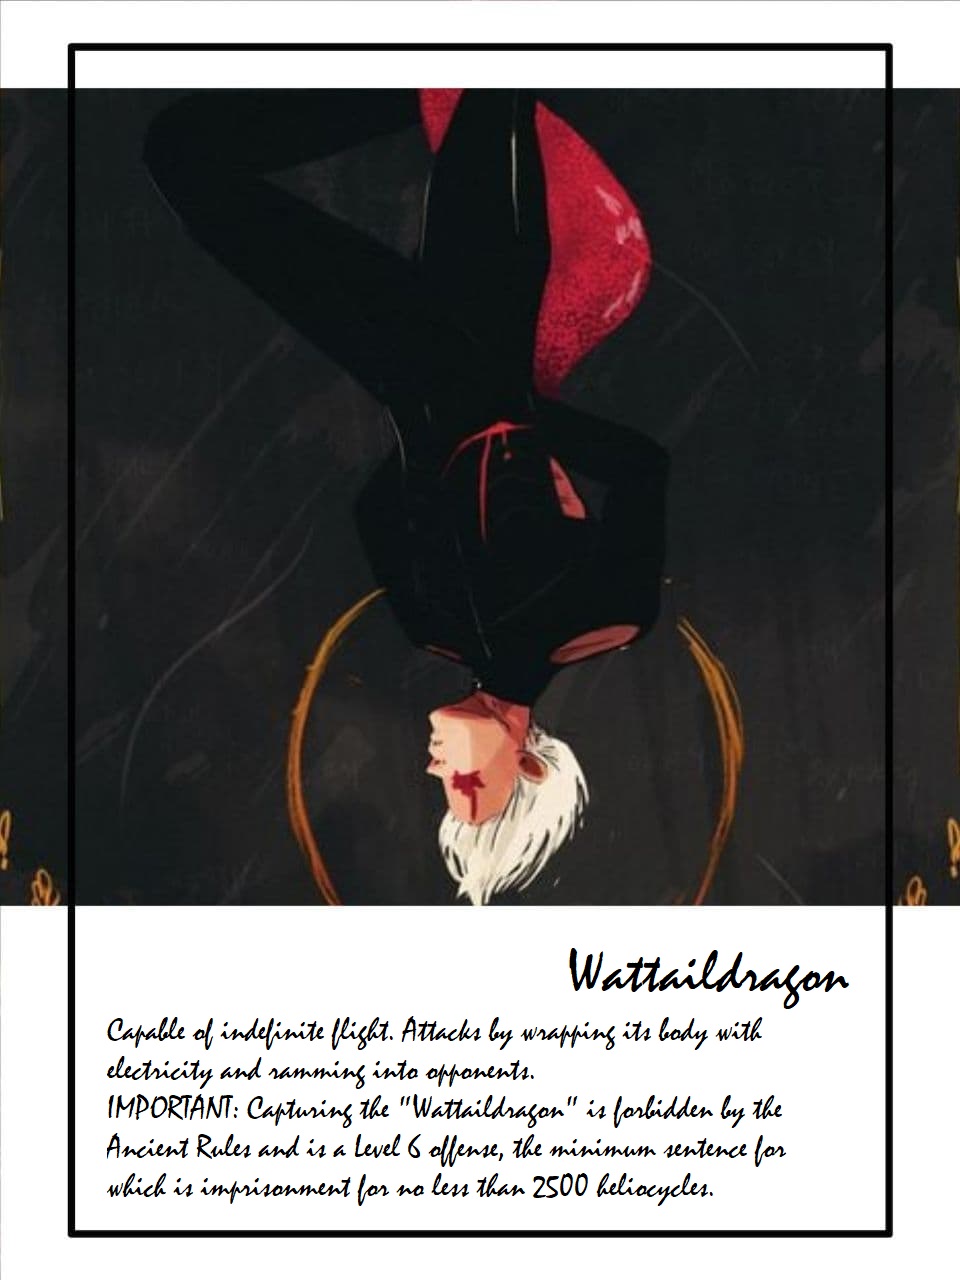 Wattaildragon
Capable of indefinite flight. Attacks by wrapping its body with
electricity and ramming into opponents.
IMPORTANT: Capturing the "Wattaildragon" is forbidden by the
Ancient Rules and is a Level 6 offense, the minimum sentence for
which is imprisonment for no less than 2500 heliocycles.